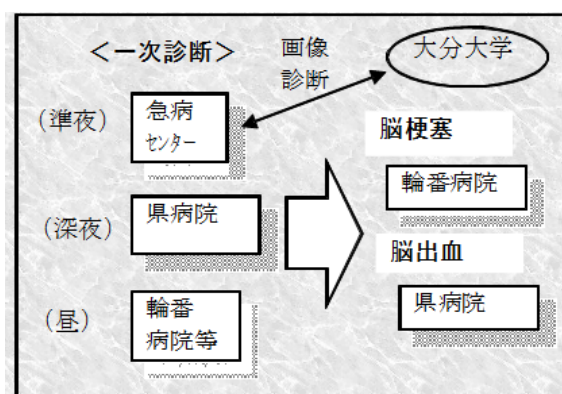 ＜一次診断＞
画像
診断
大分大学
（準夜）
急病
ｾﾝﾀｰ
脳梗塞
輪番病院
（深夜）
県病院
脳出血
県病院
（昼）
輪番
病院等